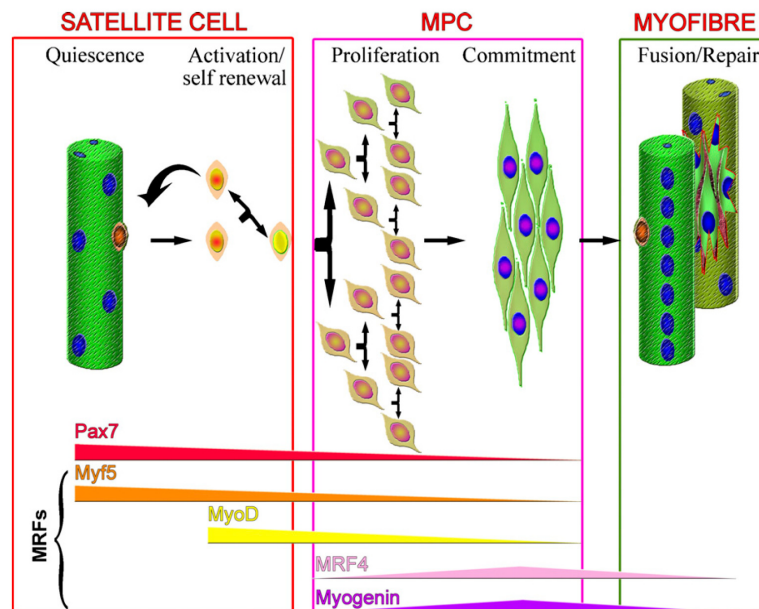 SATELLITE CELL
MPC
MYOFIBRE
Quiescence
Activation/
self renewal
Proliferation
Commitment
Fusion/Repair
Pax7
Myf5
MyoD
MRF4
Myogenin
MRFs